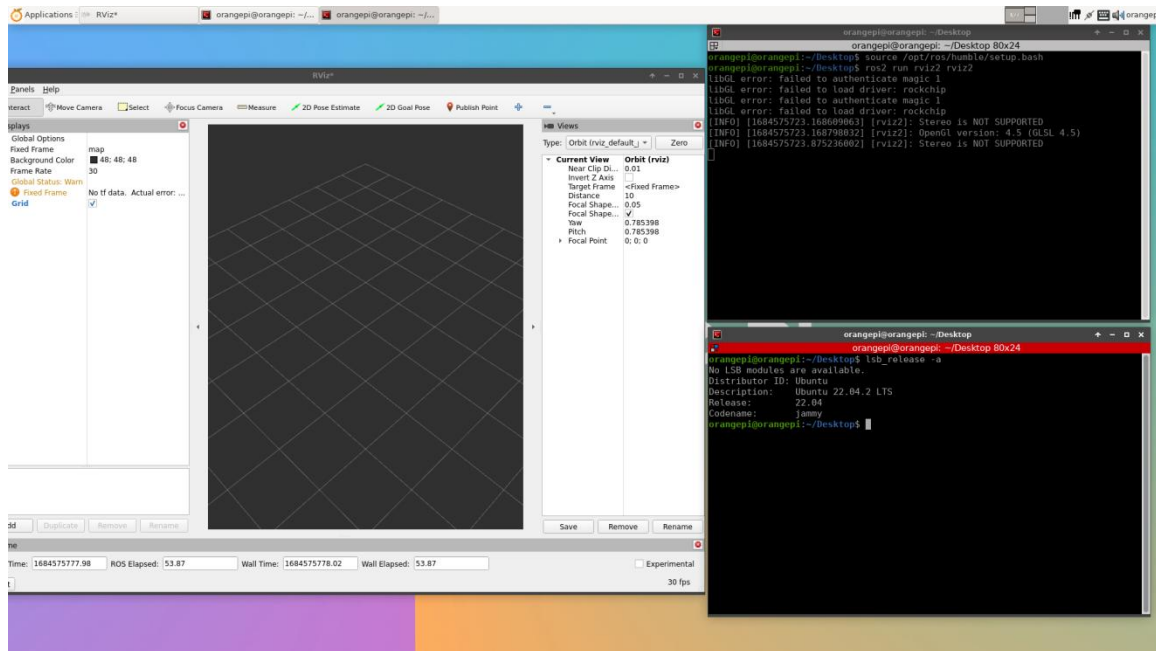 Applications
RViz*
orangepi@orangepi: ~/...
orangepi@orangepi: ~/...
orangep
RViz*
Panels Help
nteract
Move Camera
Select
Focus Camera
Measure
2D Pose Estimate
2D Goal Pose
Publish Point
splays
Global Options
Fixed Frame map
Background Color 48; 48; 48
Frame Rate 30
Global Status: Warn
Fixed Frame No tf data. Actual error: ...
Grid
dd
Duplicate
Remove
Rename
Views
Type: Orbit (rviz_default_ Zero
Current View Orbit (rviz)
Near Clip Di... 0.01
Invert Z Axis
Target Frame <Fixed Frame>
Distance 10
Focal Shape... 0.05
Focal Shape...
Yaw 0.785398
Pitch 0.785398
Focal Point 0; 0; 0
Save
Remove
Rename
me
Time: 1684575777.98 ROS Elapsed: 53.87 Wall Time: 1684575778.02 Wall Elapsed: 53.87 Experimental
t
30 fps
orangepi@orangepi: ~/Desktop
orangepi@orangepi: ~/Desktop 80x24
orangepi@orangepi:~/Desktop$ source /opt/ros/humble/setup.bash
orangepi@orangepi:~/Desktop$ ros2 run rviz2 rviz2
libGL error: failed to authenticate magic 1
libGL error: failed to load driver: rockchip
libGL error: failed to authenticate magic 1
libGL error: failed to load driver: rockchip
[INFO] [1684575723.168609063] [rviz2]: Stereo is NOT SUPPORTED
[INFO] [1684575723.168798032] [rviz2]: OpenGl version: 4.5 (GLSL 4.5)
[INFO] [1684575723.875236002] [rviz2]: Stereo is NOT SUPPORTED
orangepi@orangepi: ~/Desktop
orangepi@orangepi: ~/Desktop 80x24
orangepi@orangepi:~/Desktop$ lsb_release -a
No LSB modules are available.
Distributor ID: Ubuntu
Description: Ubuntu 22.04.2 LTS
Release: 22.04
Codename: jammy
orangepi@orangepi:~/Desktop$